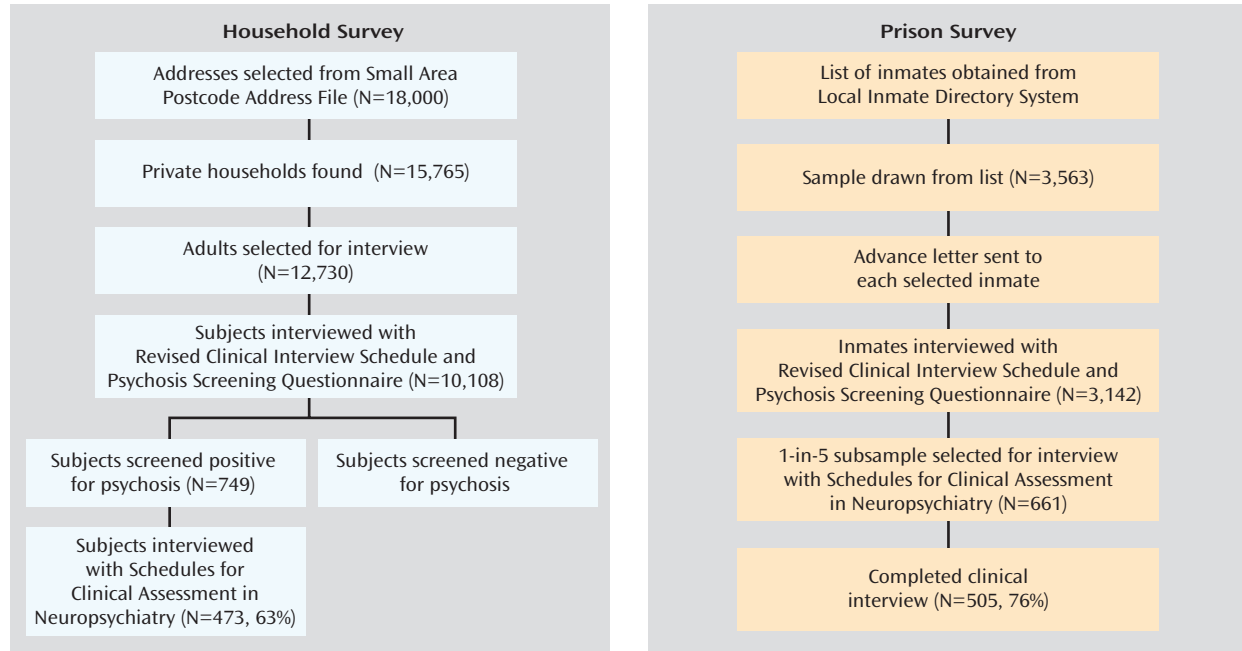 Household Survey
Addresses selected from Small Area
Postcode Address File (N=18,000)
Private households found (N=15,765)
Adults selected for interview
(N=12,730)
Subjects interviewed with
Revised Clinical Interview Schedule and
Psychosis Screening Questionnaire (N=10,108)
Subjects screened positive
for psychosis (N=749)
Subjects screened negative
for psychosis
Subjects interviewed
with Schedules for
Clinical Assessment in
Neuropsychiatry (N=473, 63%)
Prison Survey
List of inmates obtained from
Local Inmate Directory System
Sample drawn from list (N=3,563)
Advance letter sent to
each selected inmate
Inmates interviewed with
Revised Clinical Interview Schedule and
Psychosis Screening Questionnaire (N=3,142)
1-in-5 subsample selected for interview
with Schedules for Clinical Assessment
in Neuropsychiatry (N=661)
Completed clinical
interview (N=505, 76%)